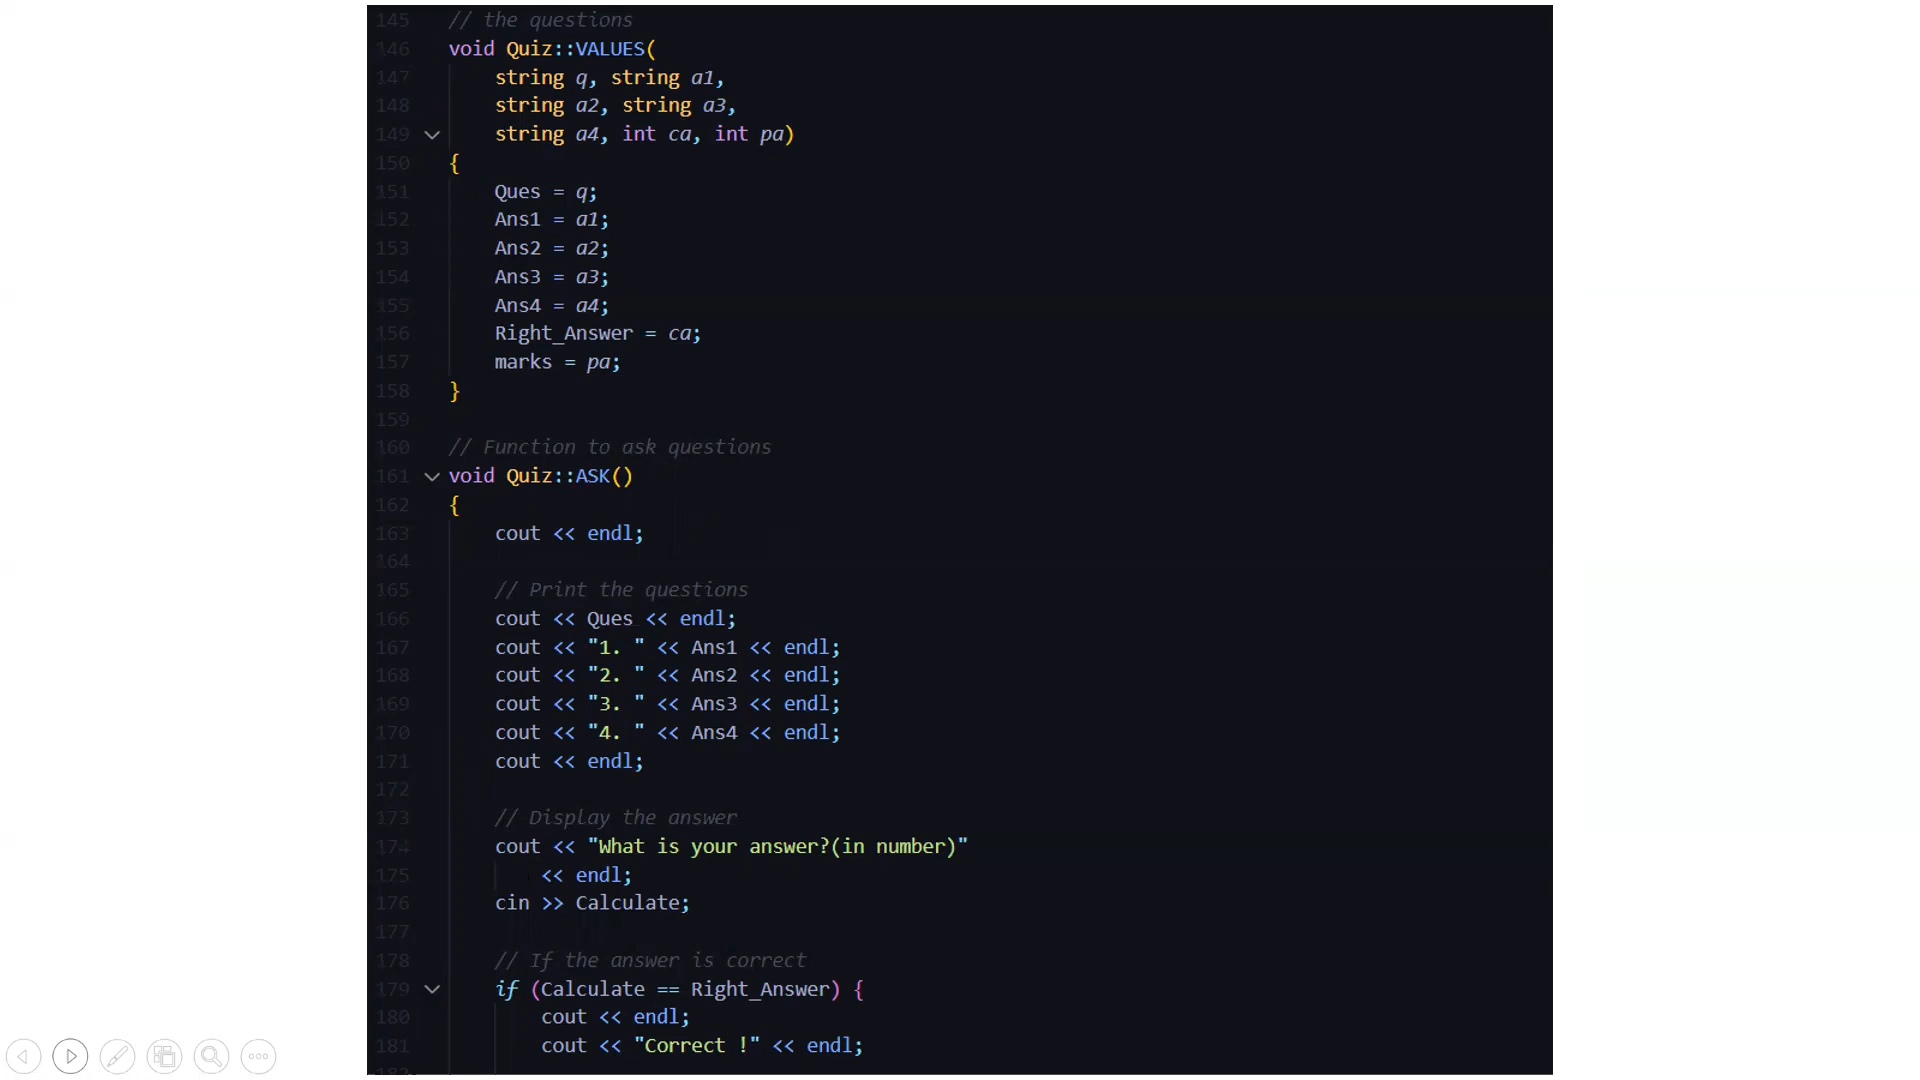 145 // the questions
146 void Quiz::VALUES(
147 string q, string a1,
148 string a2, string a3,
149 string a4, int ca, int pa)
150 {
151 Ques = q;
152 Ans1 = a1;
153 Ans2 = a2;
154 Ans3 = a3;
155 Ans4 = a4;
156 Right_Answer = ca;
157 marks = pa;
158 }
159
160 // Function to ask questions
161 void Quiz::ASK()
162 {
163 cout << endl;
164
165 // Print the questions
166 cout << Ques << endl;
167 cout << "1. " << Ans1 << endl;
168 cout << "2. " << Ans2 << endl;
169 cout << "3. " << Ans3 << endl;
170 cout << "4. " << Ans4 << endl;
171 cout << endl;
172
173 // Display the answer
174 cout << "What is your answer?(in number)"
175 << endl;
176 cin >> Calculate;
177
178 // If the answer is correct
179 if (Calculate == Right_Answer) {
180 cout << endl;
181 cout << "Correct !" << endl;